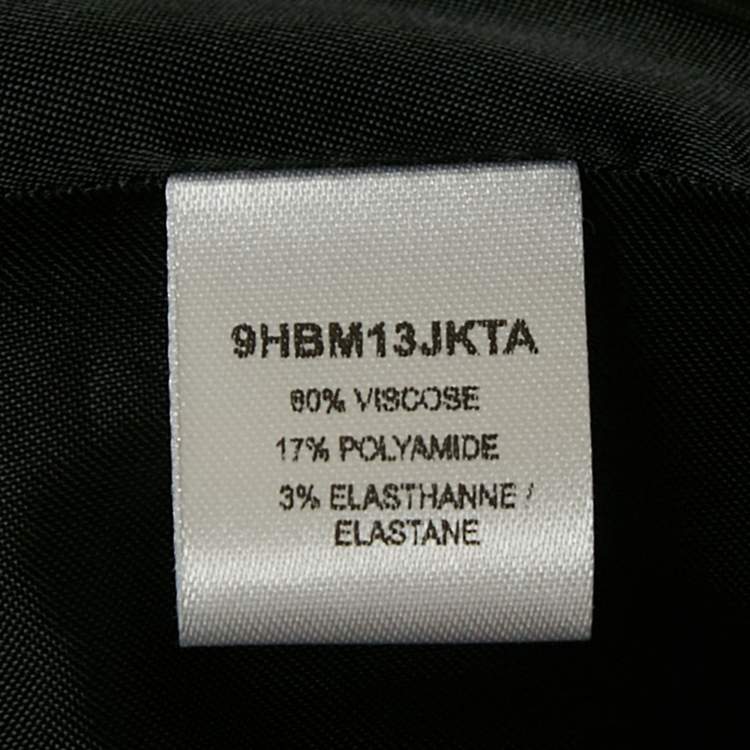 9HBM13JKTA
80% VISCOSE
17% POLYAMIDE
3% ELASTHANNE /
ELASTANE